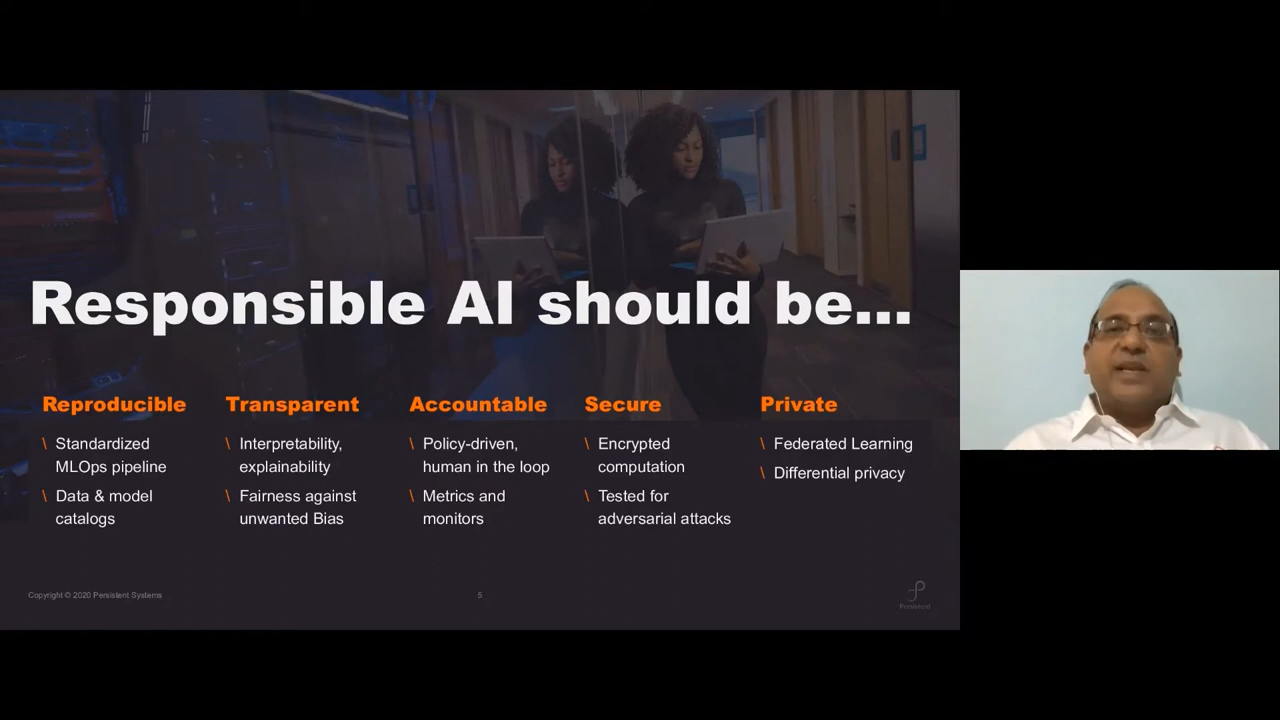 Responsible AI should be...
Reproducible
\ Standardized
MLOps pipeline
\ Data & model
catalogs
Transparent
\ Interpretability,
explainability
\ Fairness against
unwanted Bias
Accountable
\ Policy-driven,
human in the loop
\ Metrics and
monitors
Secure
\ Encrypted
computation
\ Tested for
adversarial attacks
Private
\ Federated Learning
\ Differential privacy
Copyright © 2020 Persistent Systems
5
Persistent